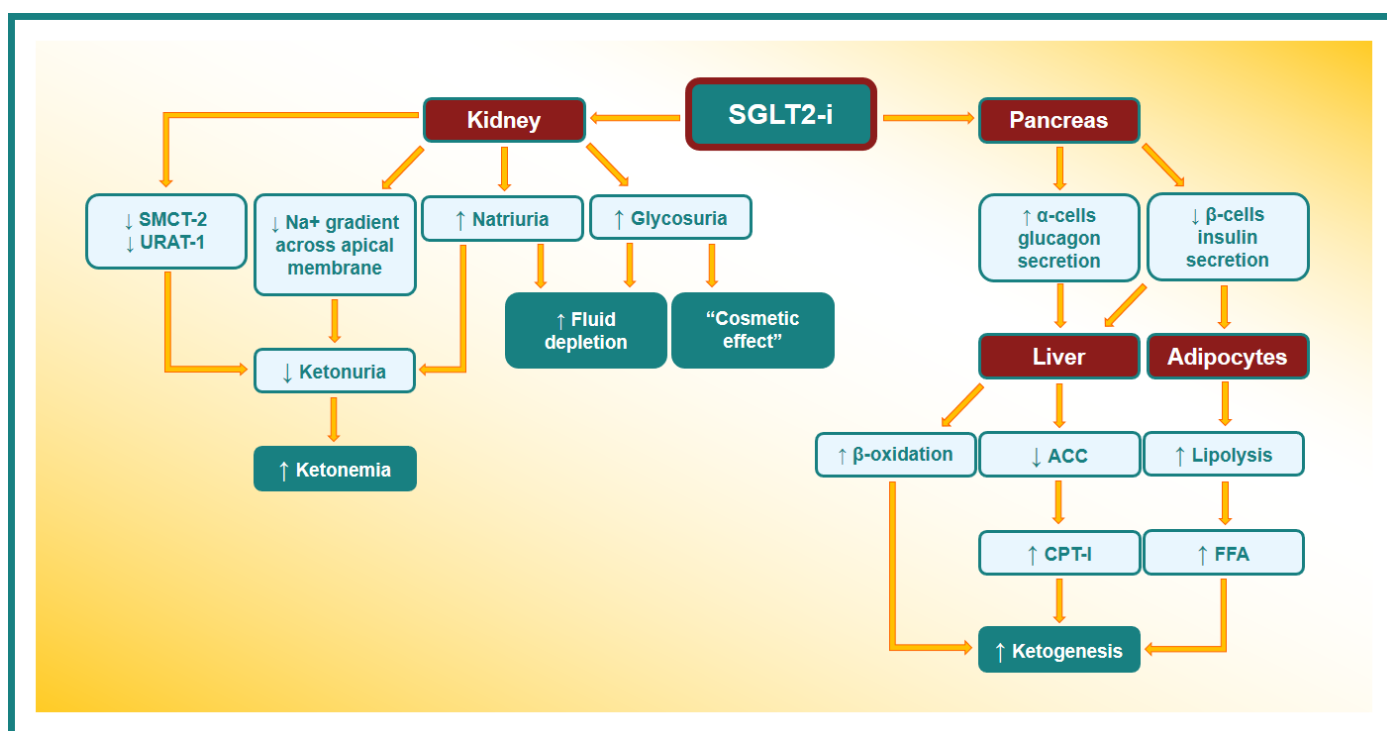 SGLT2-i
Kidney
Pancreas
↓ SMCT-2
↓ URAT-1
↓ Na+ gradient
across apical
membrane
↑ Natriuria
↑ Glycosuria
↑ α-cells
glucagon
secretion
↓ β-cells
insulin
secretion
↑ Fluid
depletion
“Cosmetic
effect”
↓ Ketonuria
Liver
Adipocytes
↑ Ketonemia
↑ β-oxidation
↓ ACC
↑ Lipolysis
↑ CPT-I
↑ FFA
↑ Ketogenesis